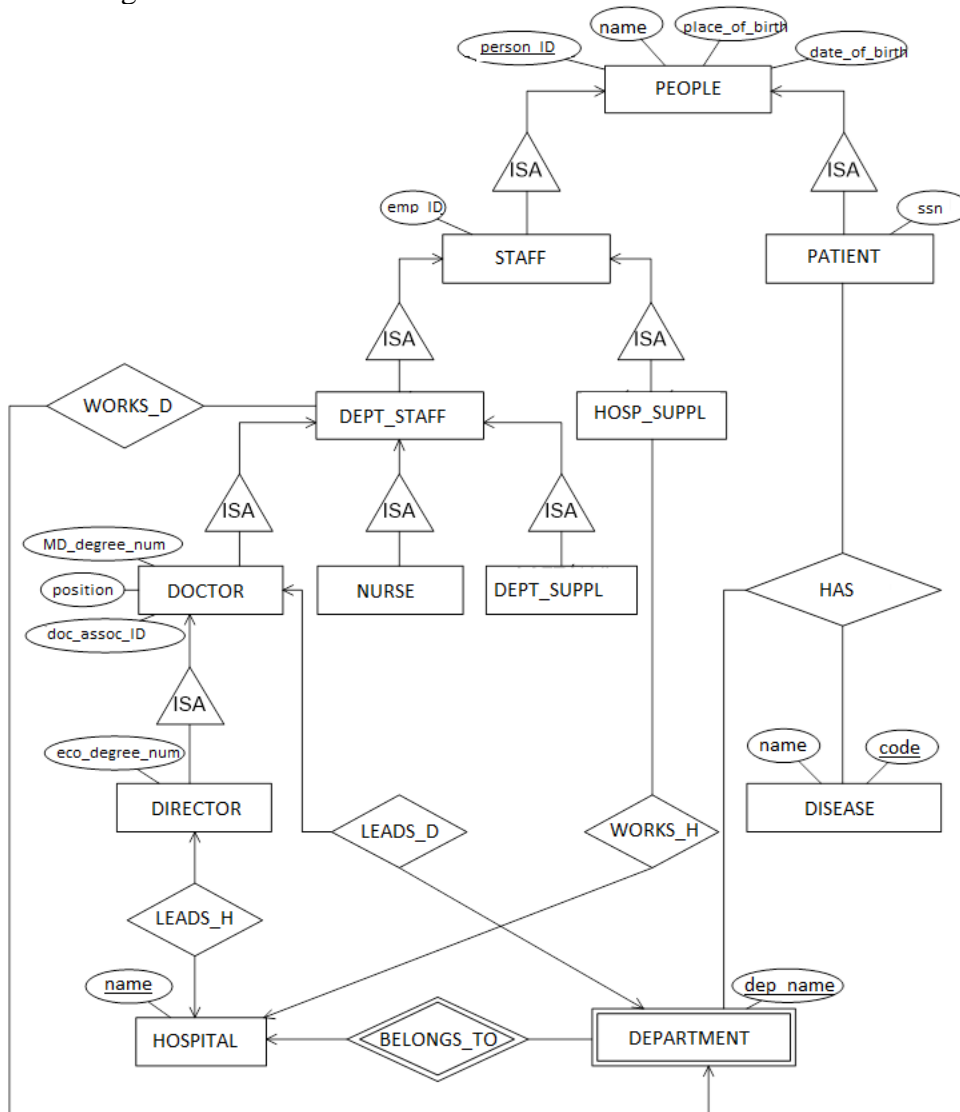 person_ID
name
place_of_birth
date_of_birth
PEOPLE
ISA
ISA
emp_ID
ssn
STAFF
PATIENT
ISA
ISA
WORKS_D
DEPT_STAFF
HOSP_SUPPL
ISA
ISA
ISA
MD_degree_num
position
doc_assoc_ID
DOCTOR
NURSE
DEPT_SUPPL
HAS
ISA
eco_degree_num
name
code
DIRECTOR
LEADS_D
WORKS_H
DISEASE
LEADS_H
name
dep_name
HOSPITAL
BELONGS_TO
DEPARTMENT